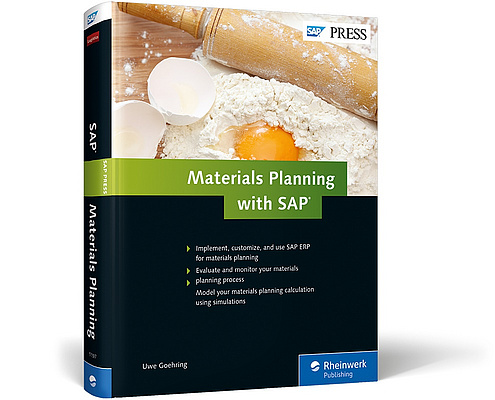 SAP PRESS
Materials Planning
with SAP®
Implement, customize, and use SAP ERP
for materials planning
Evaluate and monitor your materials
planning process
Model your materials planning calculation
using simulations
Uwe Goehring
Rheinwerk
Publishing
SAP®
SAP PRESS
Materials Planning